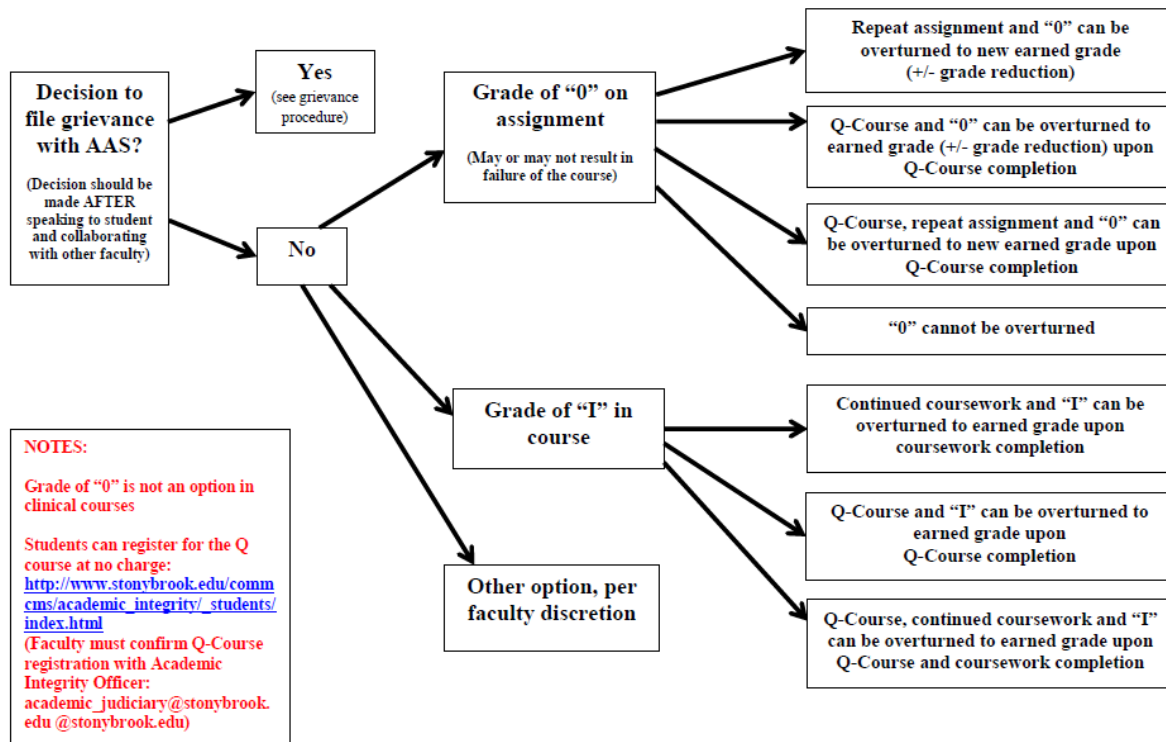 Decision to
file grievance
with AAS?
(Decision should be
made AFTER
speaking to student
and collaborating
with other faculty)
Yes
(see grievance
procedure)
No
Grade of “0” on
assignment
(May or may not result in
failure of the course)
Repeat assignment and “0” can be
overturned to new earned grade
(+/- grade reduction)
Q-Course and “0” can be overturned to
earned grade (+/- grade reduction) upon
Q-Course completion
Q-Course, repeat assignment and “0” can
be overturned to new earned grade upon
Q-Course completion
“0” cannot be overturned
Grade of “I” in
course
Continued coursework and “I” can be
overturned to earned grade upon
coursework completion
Q-Course and “I” can be overturned to
earned grade upon
Q-Course completion
Q-Course, continued coursework and “I”
can be overturned to earned grade upon
Q-Course and coursework completion
Other option, per
faculty discretion
NOTES:
Grade of “0” is not an option in
clinical courses
Students can register for the Q
course at no charge:
http://www.stonybrook.edu/comm
cms/academic_integrity/_students/
index.html
(Faculty must confirm Q-Course
registration with Academic
Integrity Officer:
academic_judiciary@stonybrook.
edu @stonybrook.edu)